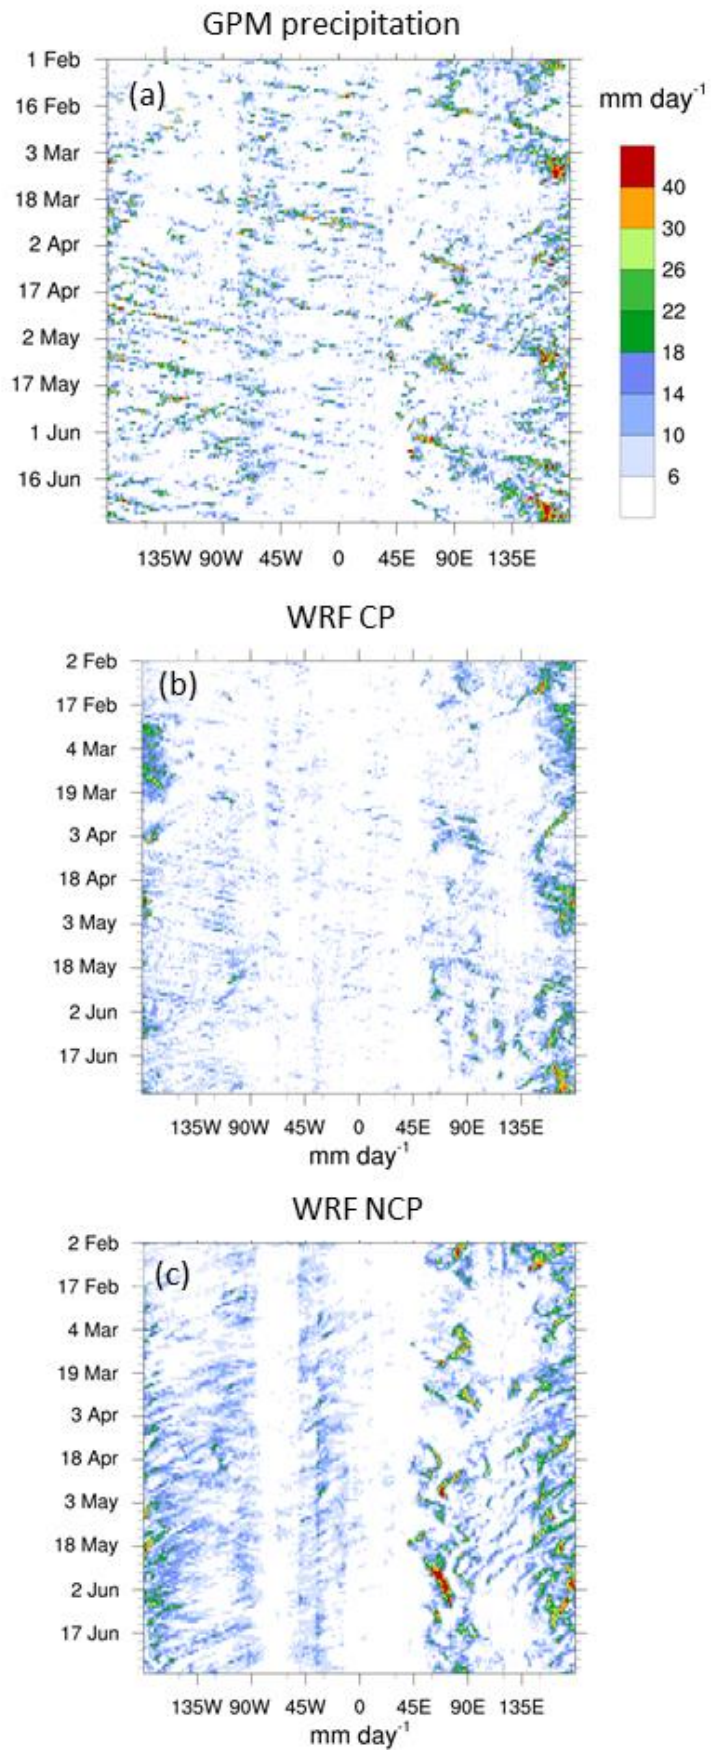 GPM precipitation
1 Feb
(a)
mm day-1
16 Feb
3 Mar
40
18 Mar
30
2 Apr
26
17 Apr
22
2 May
18
17 May
14
1 Jun
10
16 Jun
6
135W 90W 45W 0 45E 90E 135E
WRF CP
2 Feb
(b)
17 Feb
4 Mar
19 Mar
3 Apr
18 Apr
3 May
18 May
2 Jun
17 Jun
135W 90W 45W 0 45E 90E 135E
mm day-1
WRF NCP
2 Feb
(c)
17 Feb
4 Mar
19 Mar
3 Apr
18 Apr
3 May
18 May
2 Jun
17 Jun
135W 90W 45W 0 45E 90E 135E
mm day-1